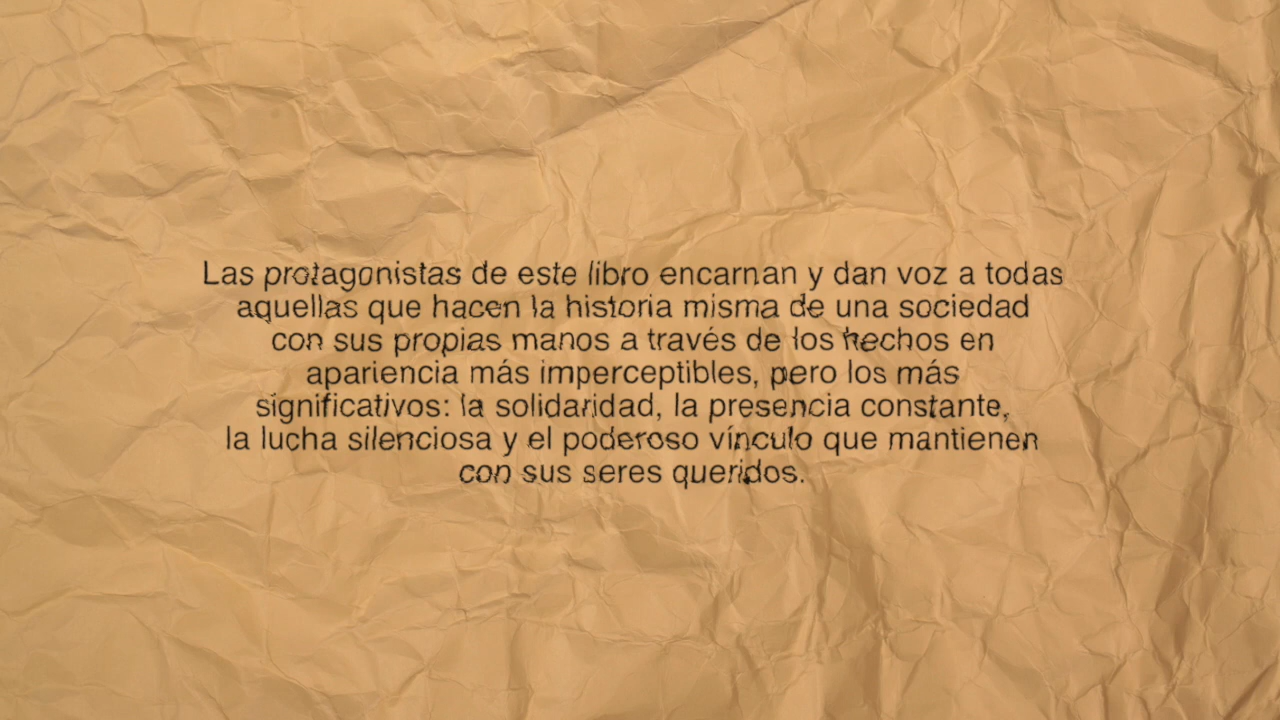 Las protagonistas de este libro encarnan y dan voz a todas
aquellas que hacen la historia misma de una sociedad
con sus propias manos a través de los hechos en
apariencia más imperceptibles, pero los más
significativos: la solidaridad, la presencia constante,
la lucha silenciosa y el poderoso vínculo que mantienen
con sus seres queridos.